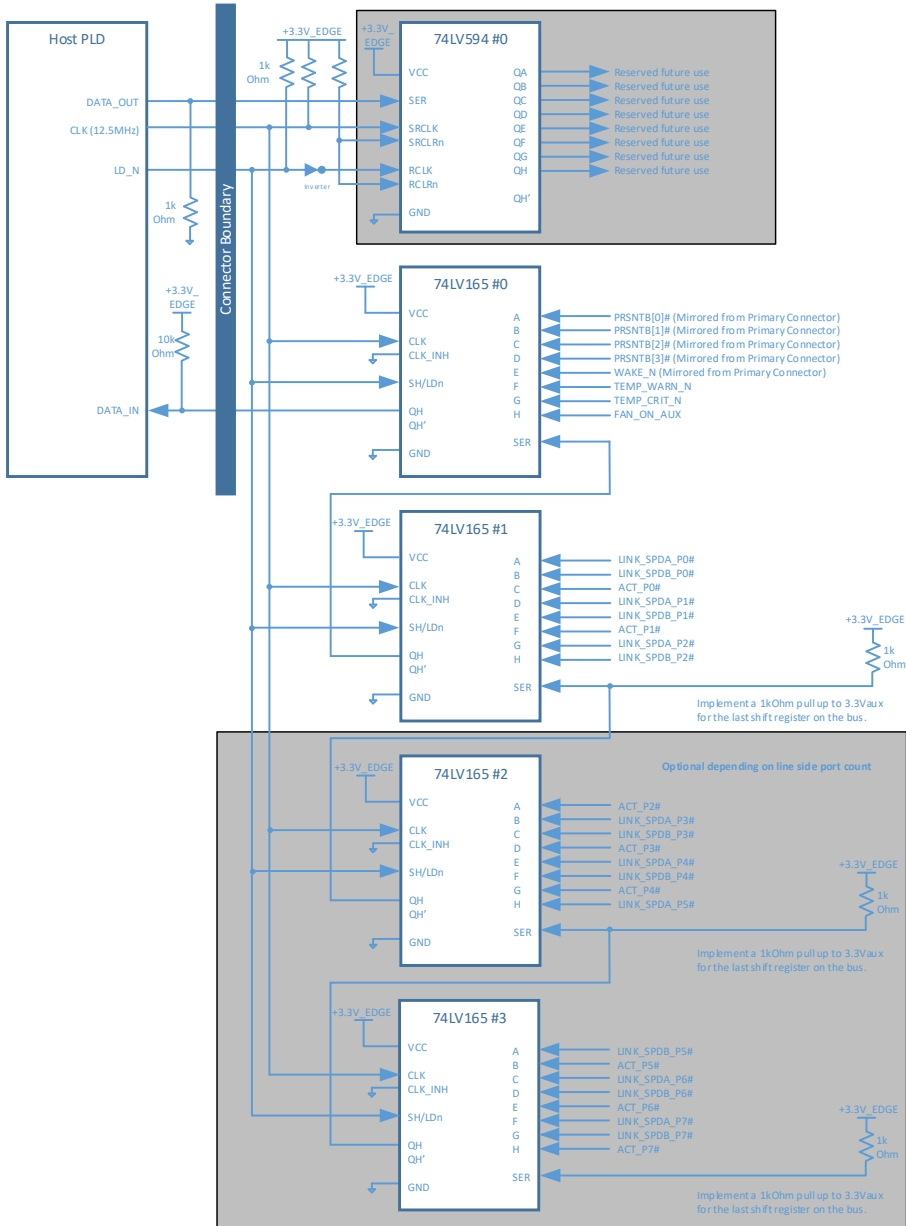 Host PLD
DATA_OUT
CLK (12.5MHz)
LD_N
1k
Ohm
+3.3V_
EDGE
10k
Ohm
DATA_IN
Connector Boundary
+3.3V_EDGE
1k
Ohm
Inverter
+3.3V_
EDGE
74LV594 #0
VCC
SER
SRCLK
SRCLRn
RCLK
RCLRn
GND
QA
QB
QC
QD
QE
QF
QG
QH
QH'
Reserved future use
Reserved future use
Reserved future use
Reserved future use
Reserved future use
Reserved future use
Reserved future use
Reserved future use
+3.3V_EDGE
74LV165 #0
VCC
CLK
CLK_INH
SH/LDn
QH
QH'
GND
A
B
C
D
E
F
G
H
SER
PRSNTB[0]# (Mirrored from Primary Connector)
PRSNTB[1]# (Mirrored from Primary Connector)
PRSNTB[2]# (Mirrored from Primary Connector)
PRSNTB[3]# (Mirrored from Primary Connector)
WAKE_N (Mirrored from Primary Connector)
TEMP_WARN_N
TEMP_CRIT_N
FAN_ON_AUX
+3.3V_EDGE
74LV165 #1
VCC
CLK
CLK_INH
SH/LDn
QH
QH'
GND
A
B
C
D
E
F
G
H
SER
LINK_SPDA_P0#
LINK_SPDB_P0#
ACT_P0#
LINK_SPDA_P1#
LINK_SPDB_P1#
ACT_P1#
LINK_SPDA_P2#
LINK_SPDB_P2#
+3.3V_EDGE
1k
Ohm
Implement a 1kOhm pull up to 3.3Vaux
for the last shift register on the bus.
Optional depending on line side port count
+3.3V_EDGE
74LV165 #2
VCC
CLK
CLK_INH
SH/LDn
QH
QH'
GND
A
B
C
D
E
F
G
H
SER
ACT_P2#
LINK_SPDA_P3#
LINK_SPDB_P3#
ACT_P3#
LINK_SPDA_P4#
LINK_SPDB_P4#
ACT_P4#
LINK_SPDA_P5#
+3.3V_EDGE
1k
Ohm
Implement a 1kOhm pull up to 3.3Vaux
for the last shift register on the bus.
+3.3V_EDGE
74LV165 #3
VCC
CLK
CLK_INH
SH/LDn
QH
QH'
GND
A
B
C
D
E
F
G
H
SER
LINK_SPDB_P5#
ACT_P5#
LINK_SPDA_P6#
LINK_SPDB_P6#
ACT_P6#
LINK_SPDA_P7#
LINK_SPDB_P7#
ACT_P7#
+3.3V_EDGE
1k
Ohm
Implement a 1kOhm pull up to 3.3Vaux
for the last shift register on the bus.